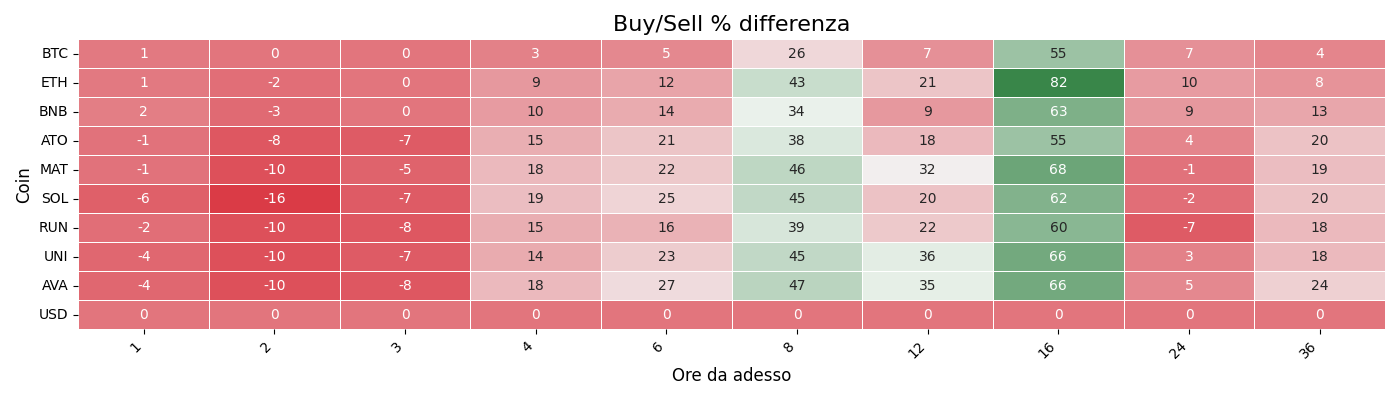 Buy/Sell % differenza
Coin
BTC 1 0 0 3 5 26 7 55 7 4
ETH 1 -2 0 9 12 43 21 82 10 8
BNB 2 -3 0 10 14 34 9 63 9 13
ATO -1 -8 -7 15 21 38 18 55 4 20
MAT -1 -10 -5 18 22 46 32 68 -1 19
SOL -6 -16 -7 19 25 45 20 62 -2 20
RUN -2 -10 -8 15 16 39 22 60 -7 18
UNI -4 -10 -7 14 23 45 36 66 3 18
AVA -4 -10 -8 18 27 47 35 66 5 24
USD 0 0 0 0 0 0 0 0 0 0
1 2 3 4 6 8 12 16 24 36
Ore da adesso